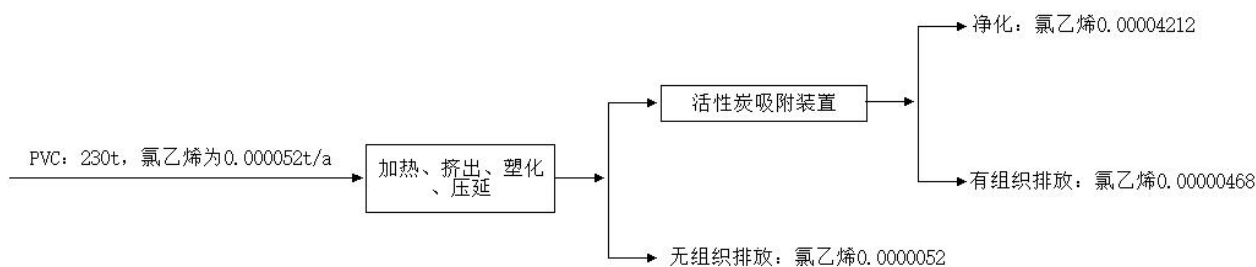 净化：氯乙烯0.00004212
活性炭吸附装置
PVC：230t，氯乙烯为0.000052t/a
加热、挤出、塑化
、压延
有组织排放：氯乙烯0.00000468
无组织排放：氯乙烯0.0000052